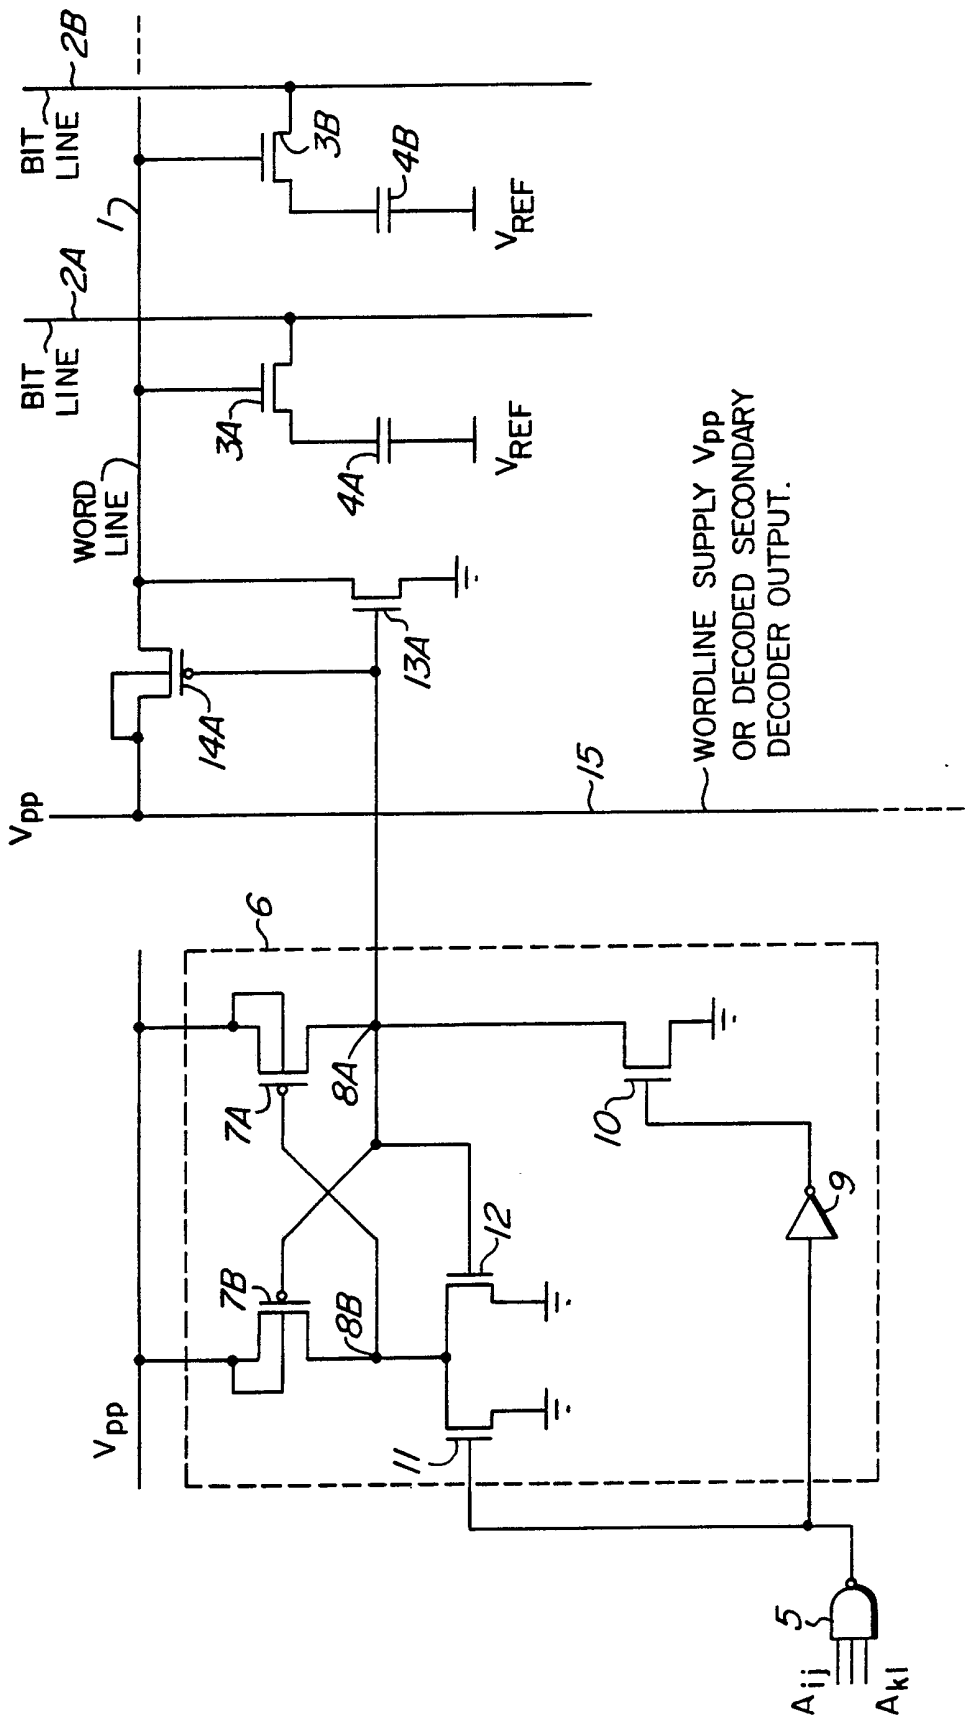 V_pp
V_pp
6
7B
7A
8B
8A
11
12
10
9
5
A_ij
A_kl
14A
13A
15
WORD
LINE
1
BIT
LINE
2A
BIT
LINE
2B
3A
4A
V_REF
3B
4B
V_REF
WORDLINE SUPPLY V_pp
OR DECODED SECONDARY
DECODER OUTPUT.